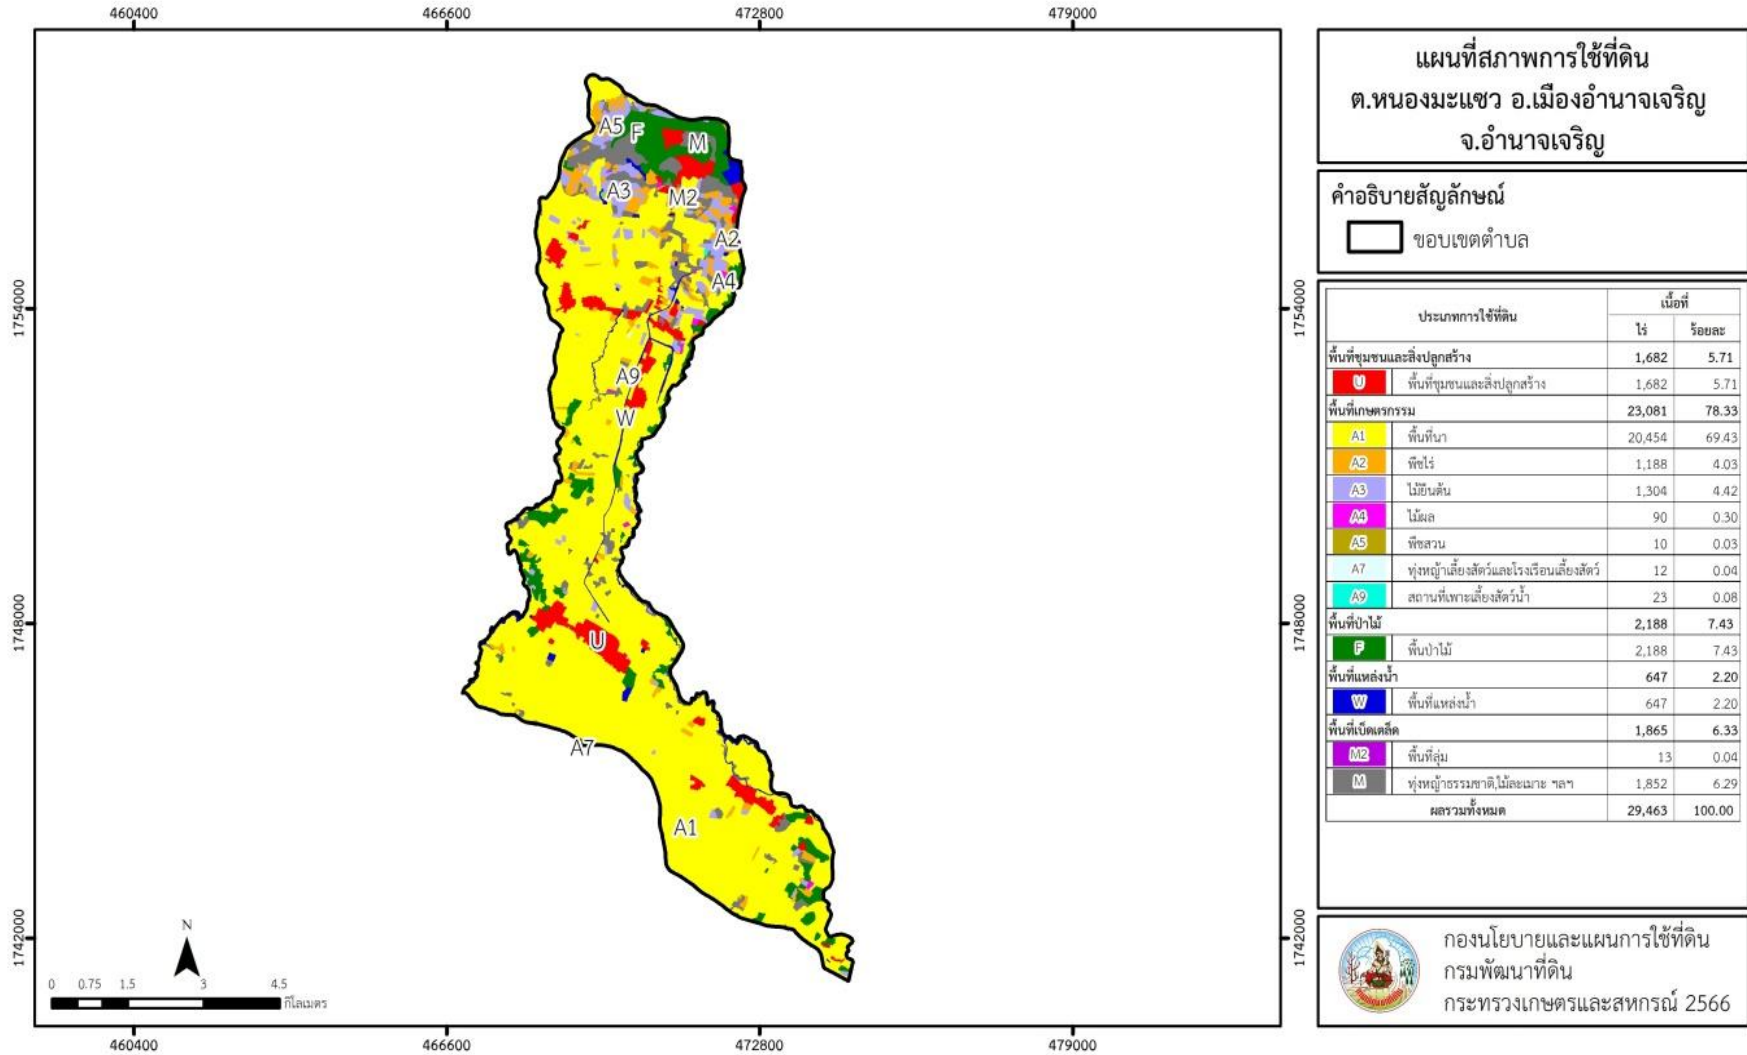 460400 466600 472800 479000
แผนที่สภาพการใช้ที่ดิน
ต.หนองมะแซว อ.เมืองอำนาจเจริญ
จ.อำนาจเจริญ
คำอธิบายสัญลักษณ์
ขอบเขตตำบล
ประเภทการใช้ที่ดิน เนื้อที่
ไร่ ร้อยละ
พื้นที่ชุมชนและสิ่งปลูกสร้าง 1,682 5.71
U พื้นที่ชุมชนและสิ่งปลูกสร้าง 1,682 5.71
พื้นที่เกษตรกรรม 23,081 78.33
A1 พื้นที่นา 20,454 69.43
A2 พืชไร่ 1,188 4.03
A3 ไม้ยืนต้น 1,304 4.42
A4 ไม้ผล 90 0.30
A5 พืชสวน 10 0.03
A7 ทุ่งหญ้าเลี้ยงสัตว์และโรงเรือนเลี้ยงสัตว์ 12 0.04
A9 สถานที่เพาะเลี้ยงสัตว์น้ำ 23 0.08
พื้นที่ป่าไม้ 2,188 7.43
F พื้นป่าไม้ 2,188 7.43
พื้นที่แหล่งน้ำ 647 2.20
W พื้นที่แหล่งน้ำ 647 2.20
พื้นที่เบ็ดเตล็ด 1,865 6.33
M2 พื้นที่ลุ่ม 13 0.04
M ทุ่งหญ้าธรรมชาติ,ไม้ละเมาะ ฯลฯ 1,852 6.29
ผลรวมทั้งหมด 29,463 100.00
กองนโยบายและแผนการใช้ที่ดิน
กรมพัฒนาที่ดิน
กระทรวงเกษตรและสหกรณ์ 2566
A5 F M
A3 M2
A2
A4
A9
W
U
A7
A1
1754000 1754000
1748000 1748000
1742000 1742000
N
0 0.75 1.5 3 4.5
กิโลเมตร
460400 466600 472800 479000